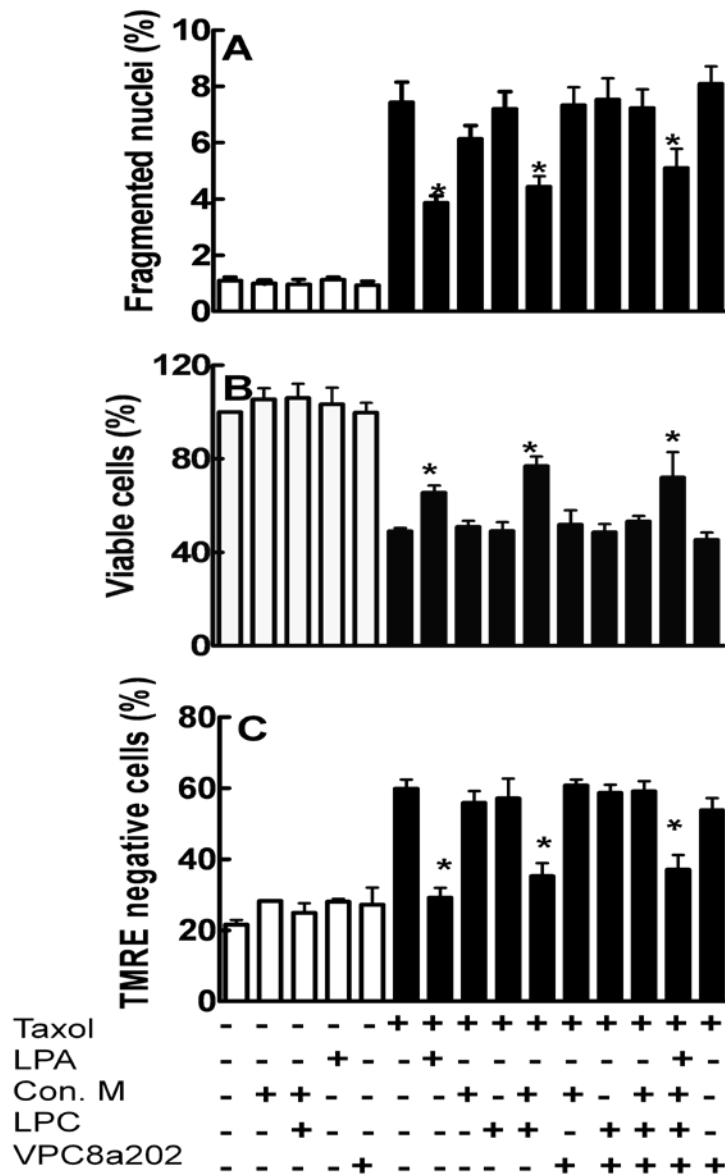 A
Fragmented nuclei (%)
10
8
6
4
2
0
* * *
B
Viable cells (%)
120
80
40
0
* * *
C
TMRE negative cells (%)
80
60
40
20
0
* * *
Taxol - - - - - + + + + + + + + + +
LPA - - - + - - + - - - - - - + -
Con. M - + + - - - - + - + + - + + -
LPC - - + - - - - - + + - + + + -
VPC8a202 - - - - + - - - - - + + + + +